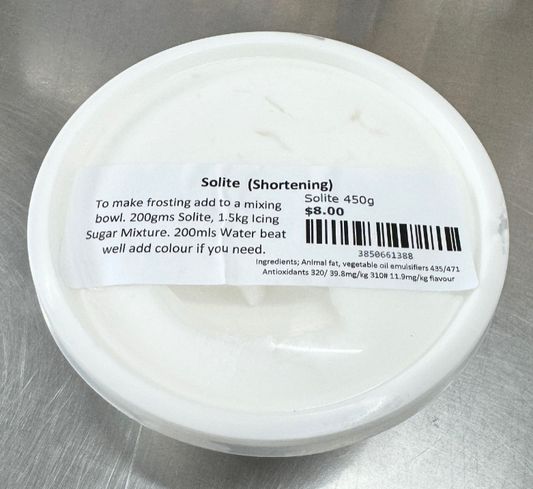 Solite (Shortening)
To make frosting add to a mixing
bowl. 200gms Solite, 1.5kg Icing
Sugar Mixture. 200mls Water beat
well add colour if you need.
Solite 450g
$8.00
3850661388
Ingredients; Animal fat, vegetable oil emulsifiers 435/471
Antioxidants 320/ 39.8mg/kg 310# 11.9mg/kg flavour